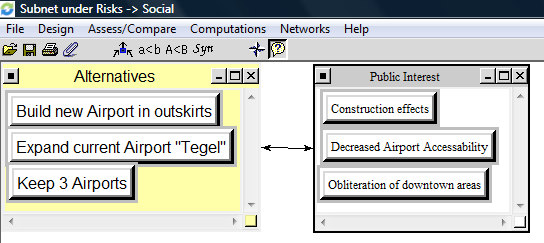 Subnet under Risks -> Social
File Design Assess/Compare Computations Networks Help
a<b A<B Syn
Alternatives
Build new Airport in outskirts
Expand current Airport "Tegel"
Keep 3 Airports
Public Interest
Construction effects
Decreased Airport Accessability
Obliteration of downtown areas